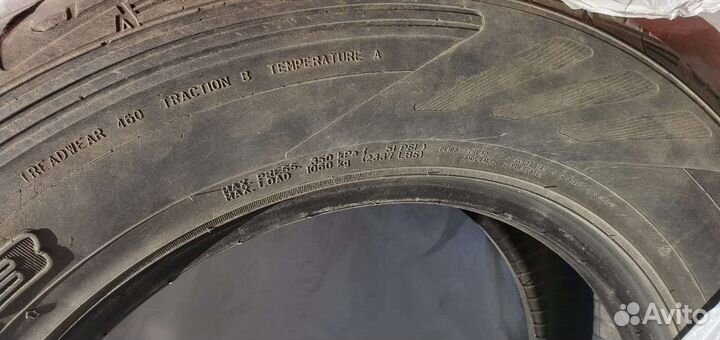 TREADWEAR 460 TRACTION B TEMPERATURE A
MAX. PRESS. 350 kPa ( 51 PSI )
MAX. LOAD 1060 kg (2337 LBS)
Avito